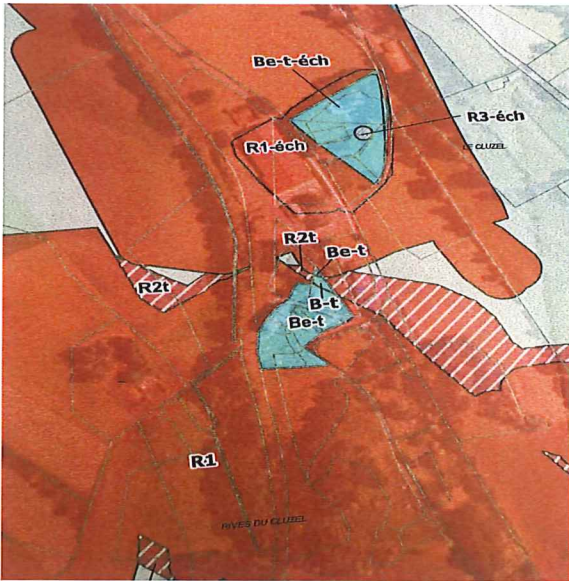 Be-t-éch
R3-éch
R1-éch
LE CLUZEL
R2t
Be-t
R2t
B-t
Be-t
R1
RIVES DU CLUZEL